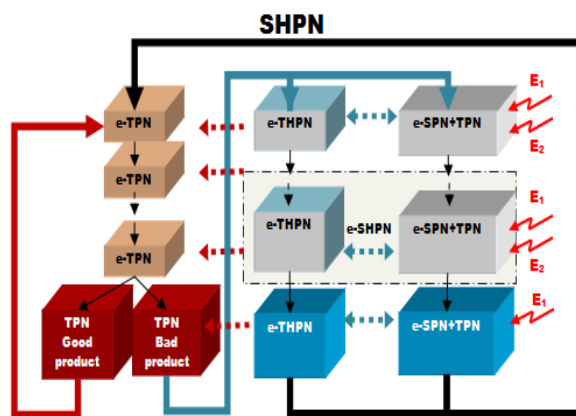 SHPN
E1
e-TPN
e-THPN
e-SPN+TPN
E2
e-TPN
E1
e-THPN
e-SHPN
e-SPN+TPN
e-TPN
E2
TPN
Good
product
TPN
Bad
product
e-THPN
e-SPN+TPN
E1